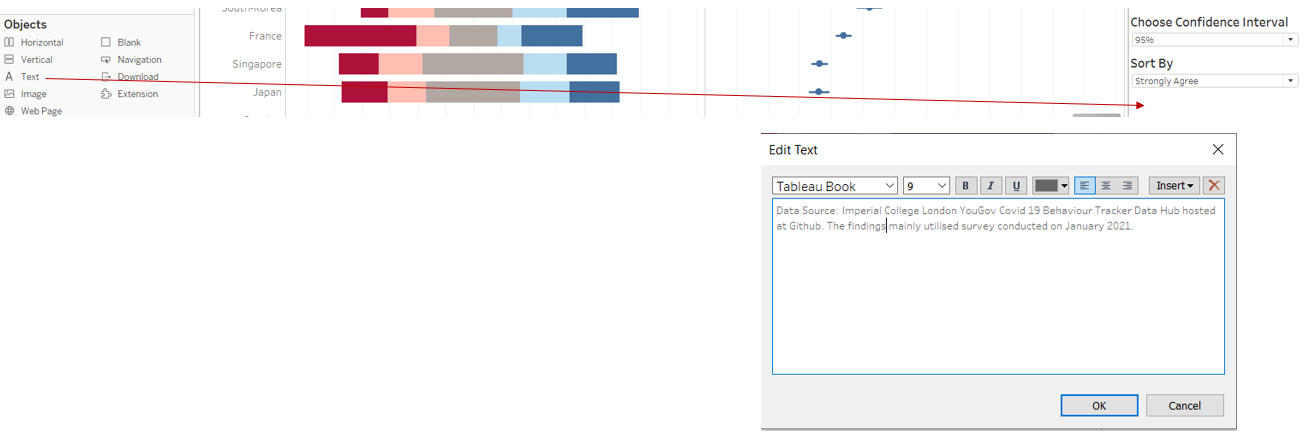 Objects
Horizontal
Blank
Vertical
Navigation
Text
Download
Image
Extension
Web Page
South-Korea
France
Singapore
Japan
Choose Confidence Interval
95%
Sort By
Strongly Agree
Edit Text
Tableau Book
9
B
I
U
Insert
Data Source: Imperial College London YouGov Covid 19 Behaviour Tracker Data Hub hosted
at Github. The findings mainly utilised survey conducted on January 2021.
OK
Cancel